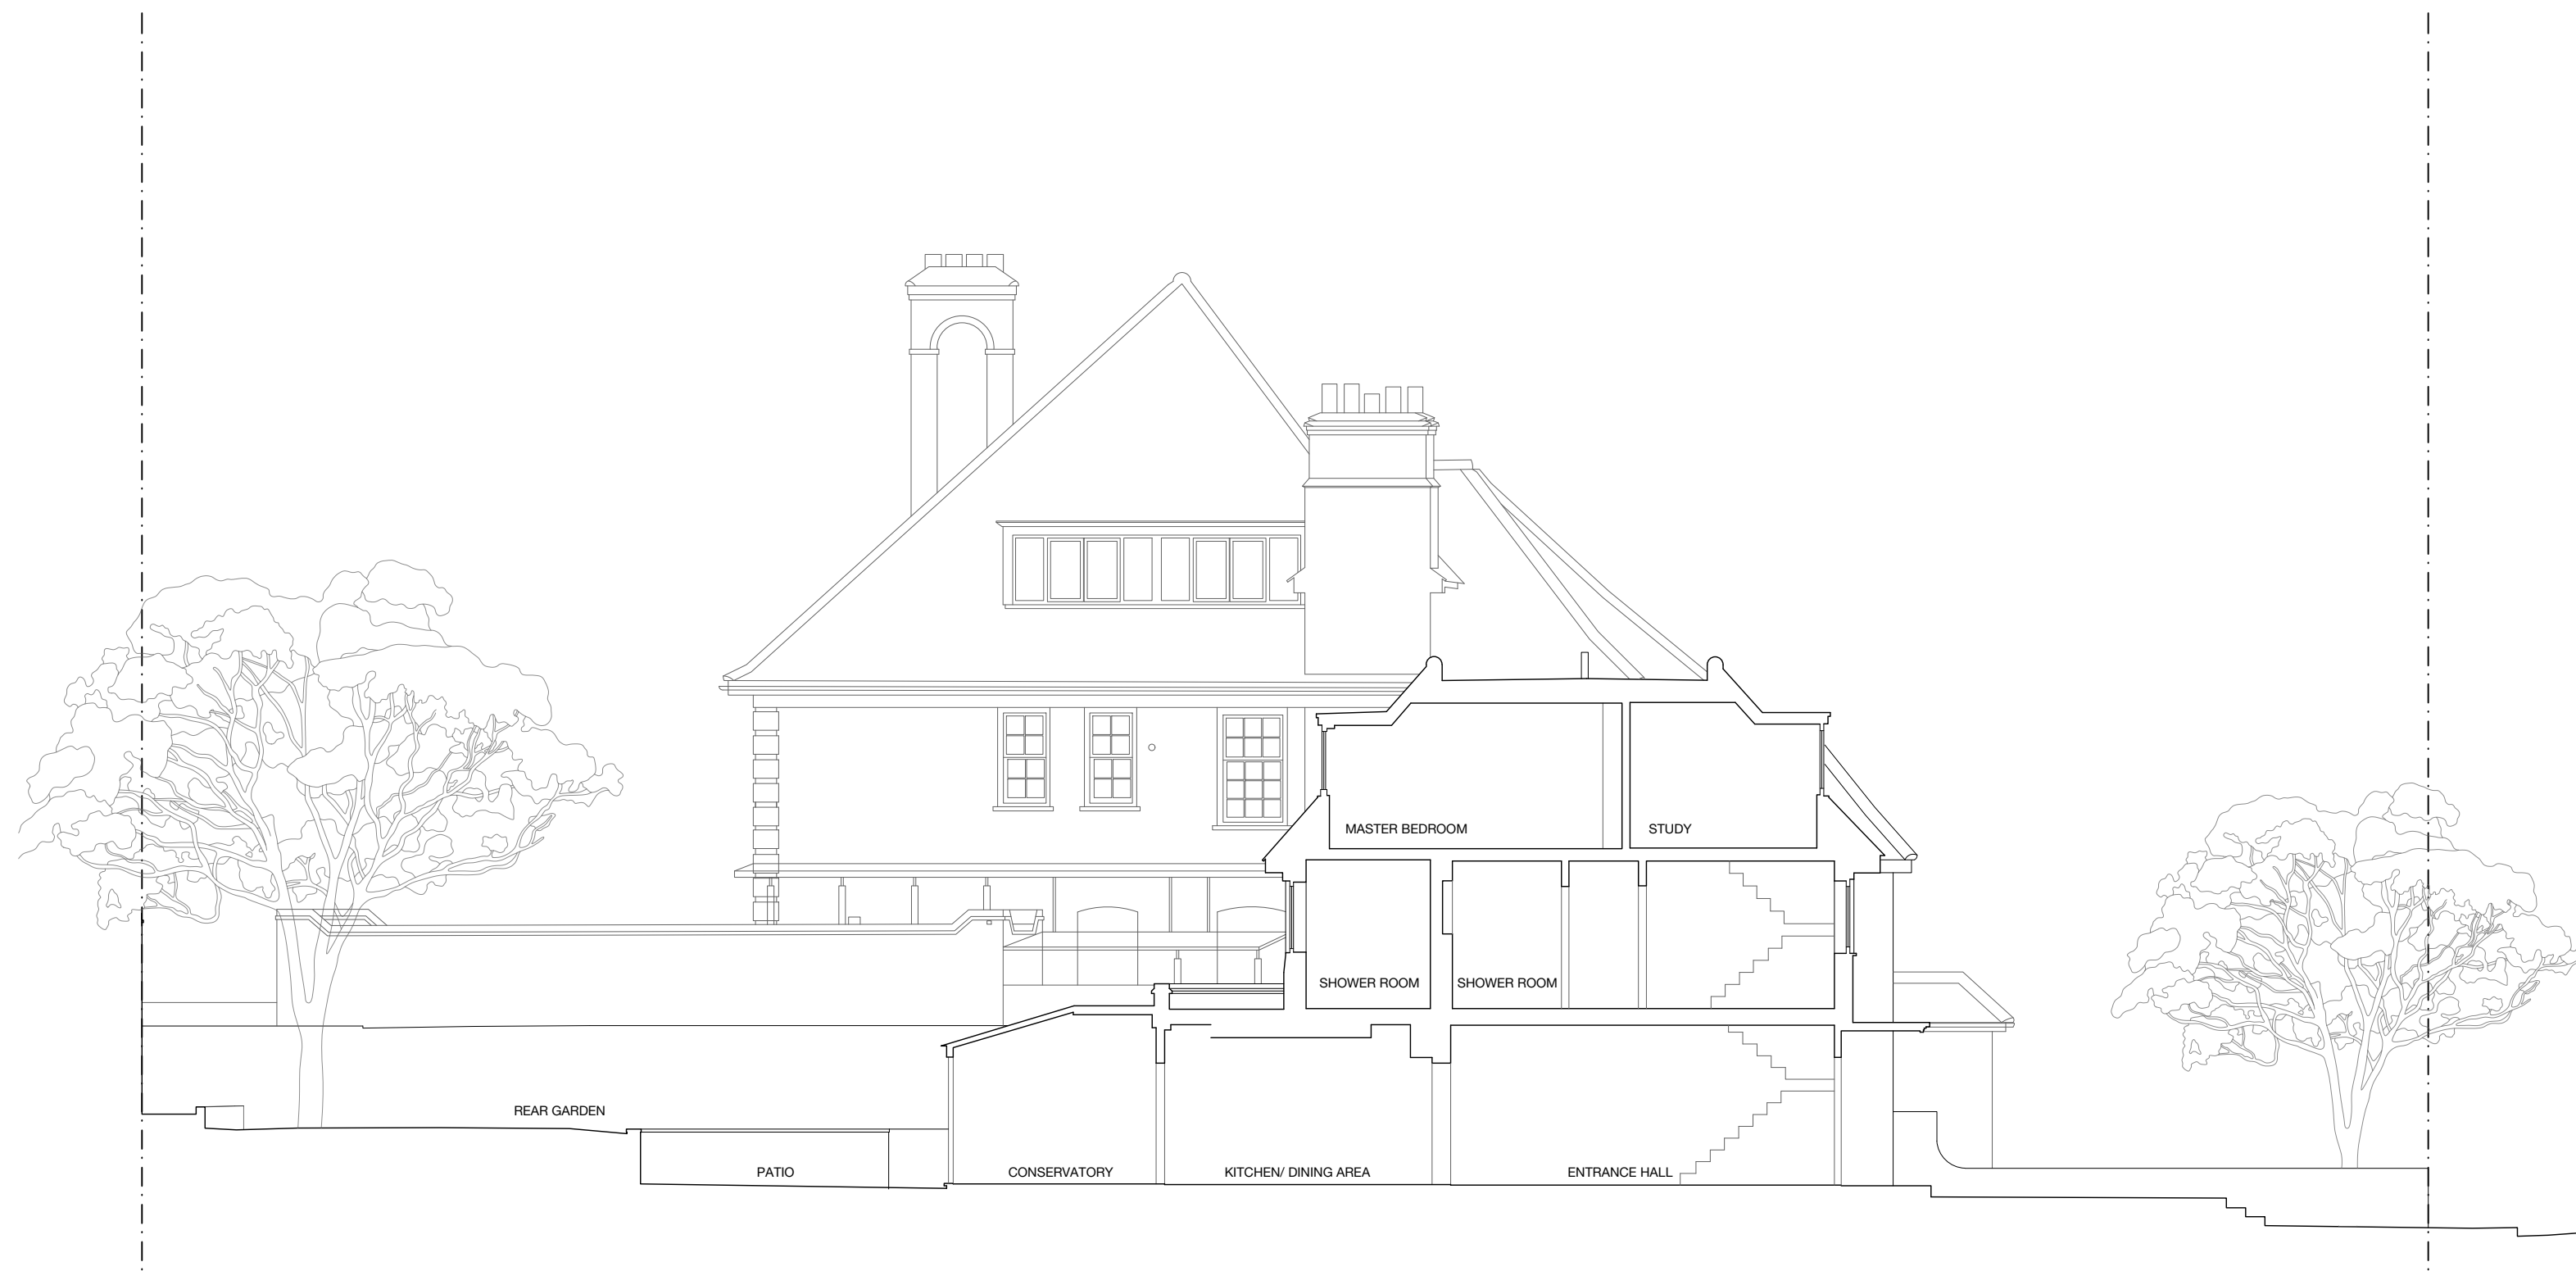 MASTER BEDROOM
STUDY
SHOWER ROOM
SHOWER ROOM
REAR GARDEN
PATIO
CONSERVATORY
KITCHEN/ DINING AREA
ENTRANCE HALL